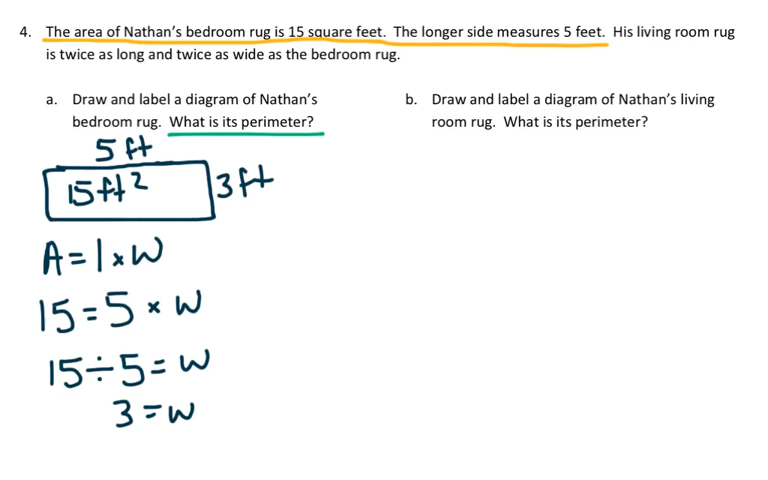 4. The area of Nathan's bedroom rug is 15 square feet. The longer side measures 5 feet. His living room rug
is twice as long and twice as wide as the bedroom rug.
a. Draw and label a diagram of Nathan's
bedroom rug. What is its perimeter?
5 ft
15 ft²
3 ft
A = l × W
15 = 5 × W
15 ÷ 5 = W
3 = W
b. Draw and label a diagram of Nathan's living
room rug. What is its perimeter?